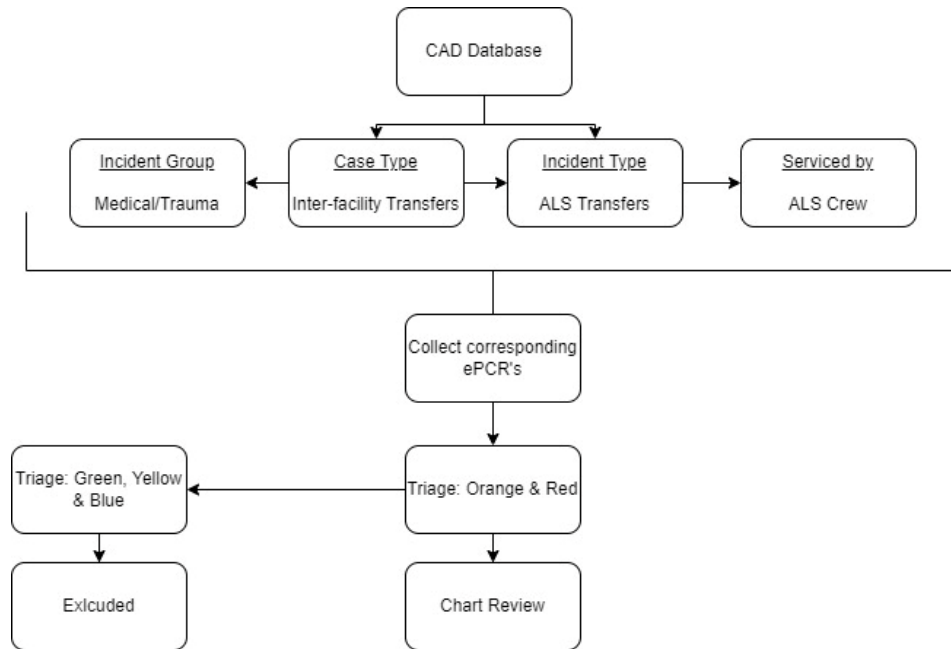 CAD Database
Incident Group
Medical/Trauma
Case Type
Inter-facility Transfers
Incident Type
ALS Transfers
Serviced by
ALS Crew
Collect corresponding
ePCR's
Triage: Green, Yellow
& Blue
Triage: Orange & Red
Exlcuded
Chart Review